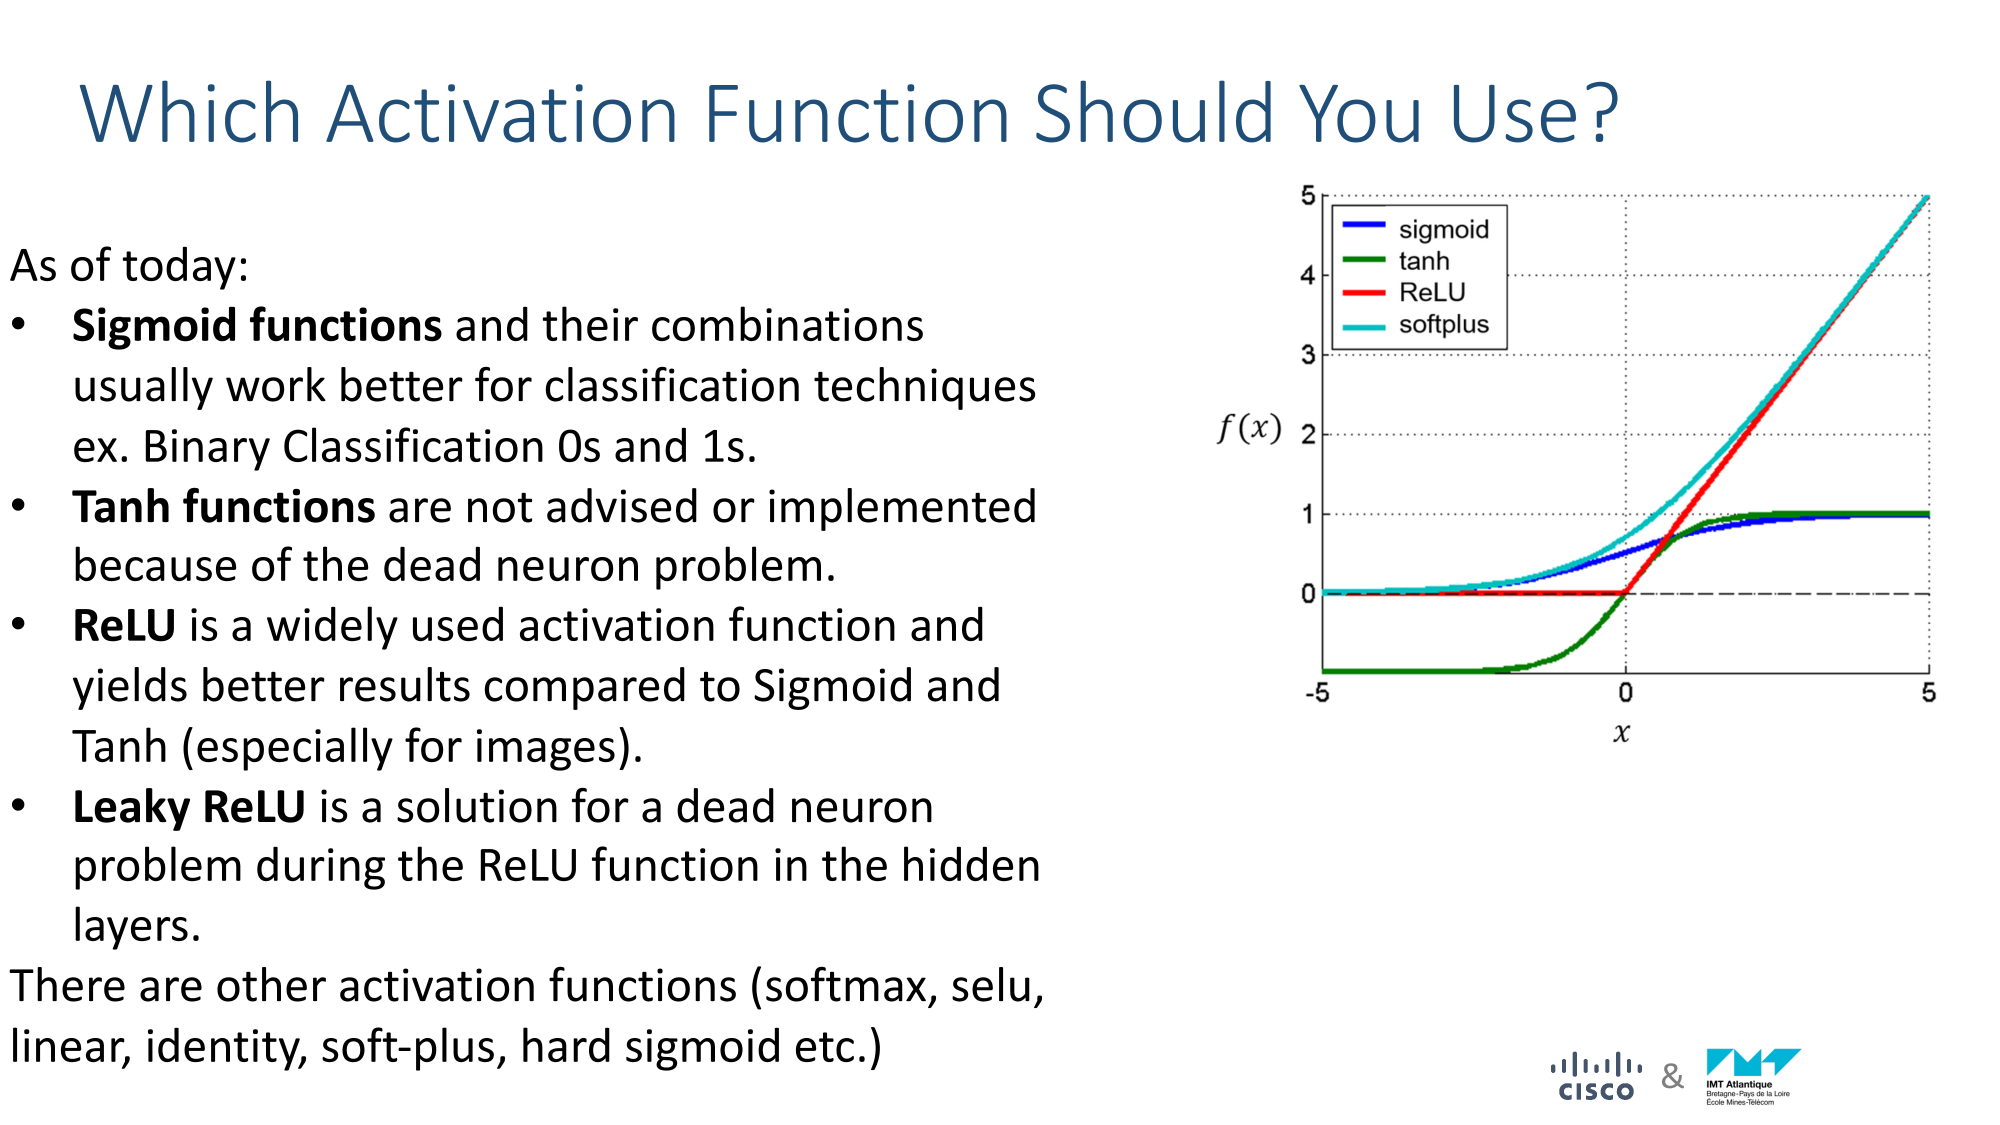 Which Activation Function Should You Use?
As of today:
• Sigmoid functions and their combinations
usually work better for classification techniques
ex. Binary Classification 0s and 1s.
• Tanh functions are not advised or implemented
because of the dead neuron problem.
• ReLU is a widely used activation function and
yields better results compared to Sigmoid and
Tanh (especially for images).
• Leaky ReLU is a solution for a dead neuron
problem during the ReLU function in the hidden
layers.
There are other activation functions (softmax, selu,
linear, identity, soft-plus, hard sigmoid etc.)
5
4
3
2
1
0
f(x)
sigmoid
tanh
ReLU
softplus
-5 0 5
x
CISCO & IMT Atlantique
Bretagne-Pays de la Loire
École Mines-Télécom